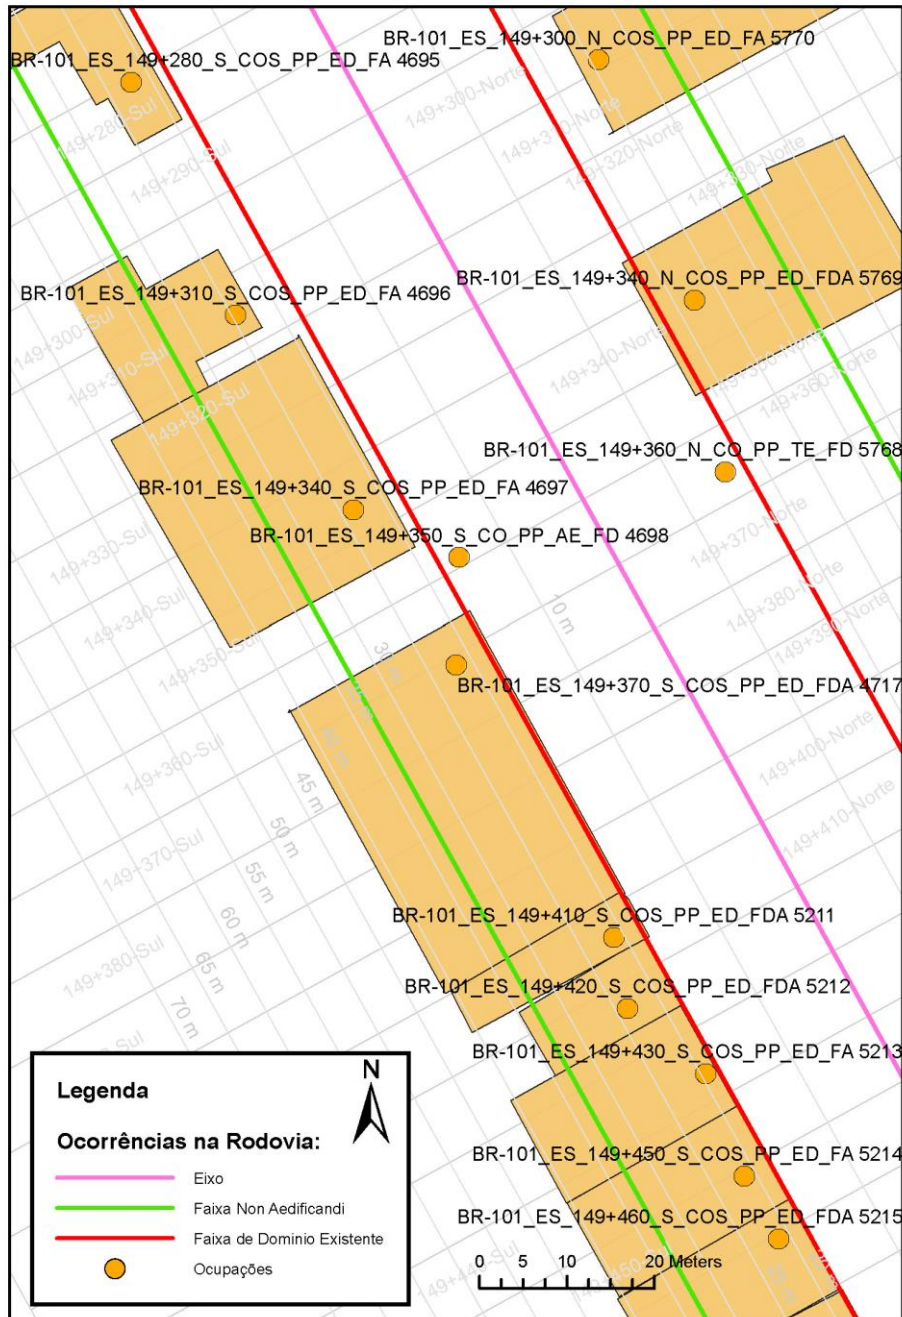 BR-101_ES_149+300_N_COS_PP_ED_FA 5770
BR-101_ES_149+280_S_COS_PP_ED_FA 4695
149+300-Norte
149+310-Norte
149+280-Sul
149+320-Norte
149+290-Sul
149+330-Norte
BR-101_ES_149+340_N_COS_PP_ED_FDA 5769
BR-101_ES_149+310_S_COS_PP_ED_FA 4696
149+300-Sul
149+310-Sul
149+340-Norte
149+360-Norte
149+320-Sul
BR-101_ES_149+360_N_CO_PP_TE_FD 5768
BR-101_ES_149+340_S_COS_PP_ED_FA 4697
BR-101_ES_149+350_S_CO_PP_AE_FD 4698
149+330-Sul
149+370-Norte
149+340-Sul
10 m
149+380-Norte
149+390-Norte
149+350-Sul
30 m
BR-101_ES_149+370_S_COS_PP_ED_FDA 4717
149+360-Sul
40 m
149+400-Norte
45 m
149+410-Norte
50 m
149+370-Sul
55 m
60 m
BR-101_ES_149+410_S_COS_PP_ED_FDA 5211
65 m
149+380-Sul
70 m
BR-101_ES_149+420_S_COS_PP_ED_FDA 5212
BR-101_ES_149+430_S_COS_PP_ED_FA 5213
BR-101_ES_149+450_S_COS_PP_ED_FA 5214
BR-101_ES_149+460_S_COS_PP_ED_FDA 5215
149+440-Sul
0 5 10 20 Meters
N
Legenda
Ocorrências na Rodovia:
Eixo
Faixa Non Aedificandi
Faixa de Dominio Existente
Ocupações